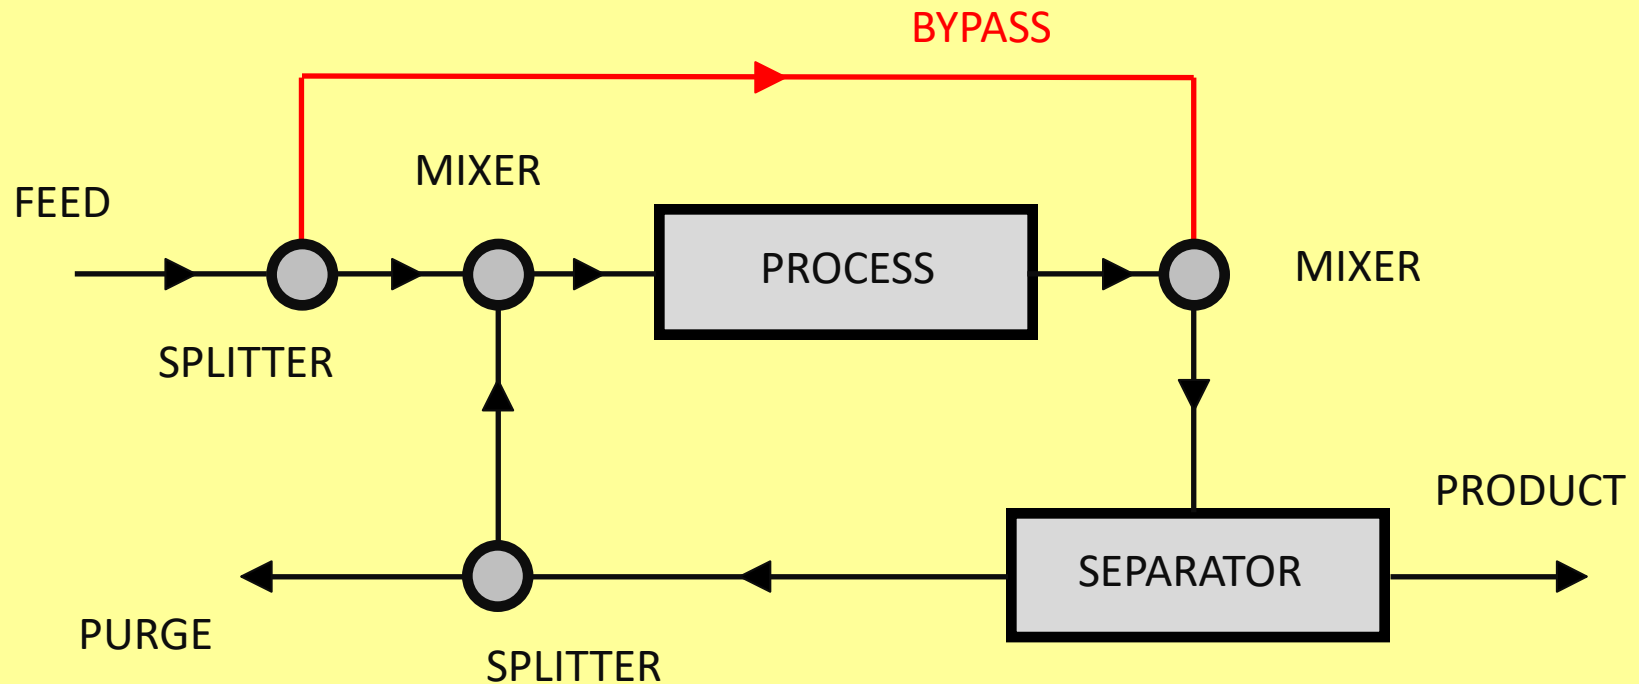 BYPASS
MIXER
FEED
PROCESS
MIXER
SPLITTER
PRODUCT
SEPARATOR
PURGE
SPLITTER